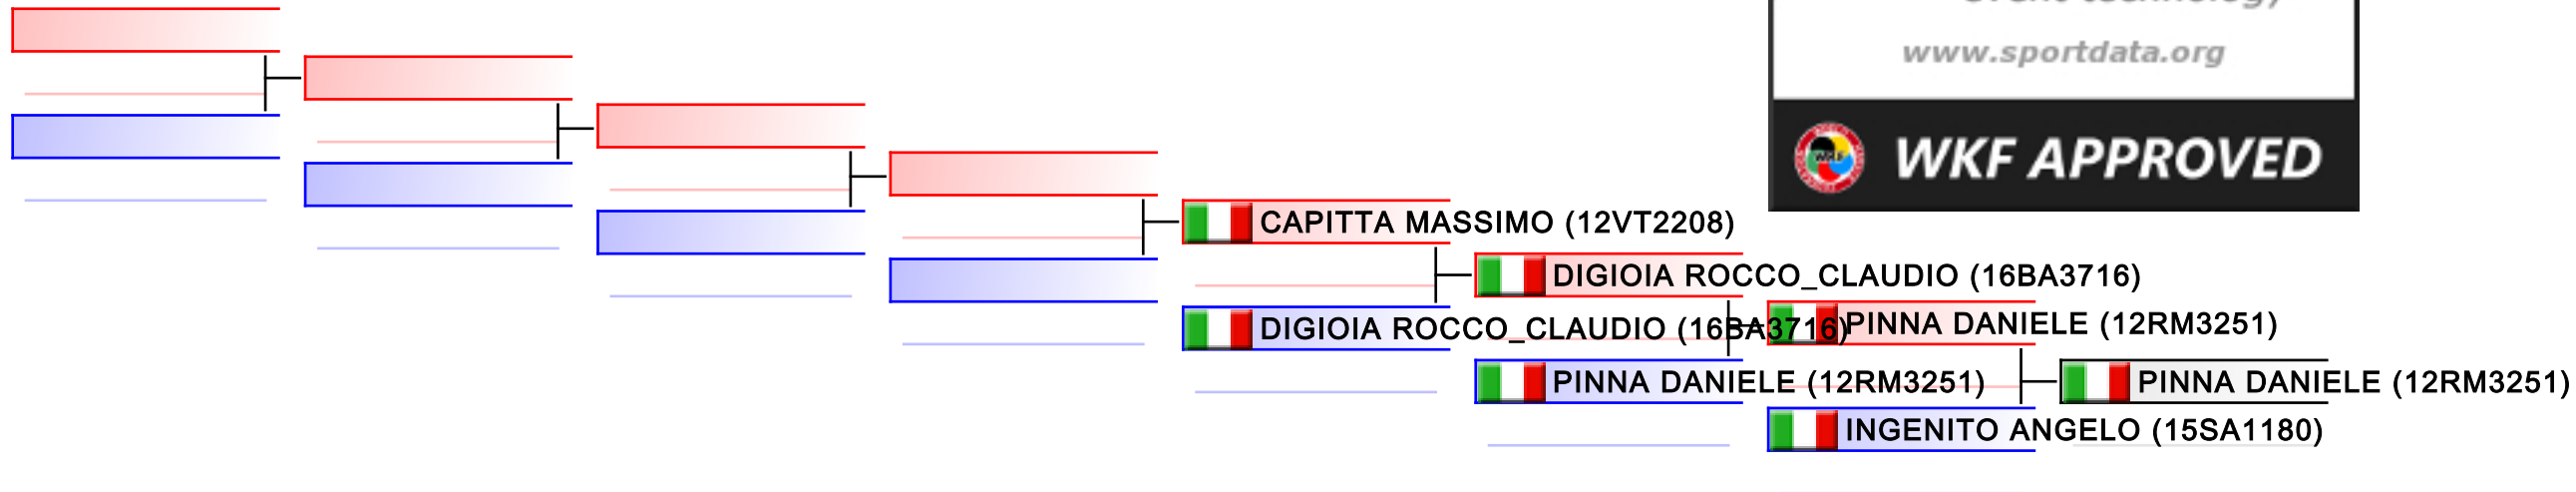 www.sportdata.org
WKF APPROVED
CAPITTA MASSIMO (12VT2208)
DIGIOIA ROCCO_CLAUDIO (16BA3716)
DIGIOIA ROCCO_CLAUDIO (16BA3716)
PINNA DANIELE (12RM3251)
PINNA DANIELE (12RM3251)
PINNA DANIELE (12RM3251)
INGENITO ANGELO (15SA1180)